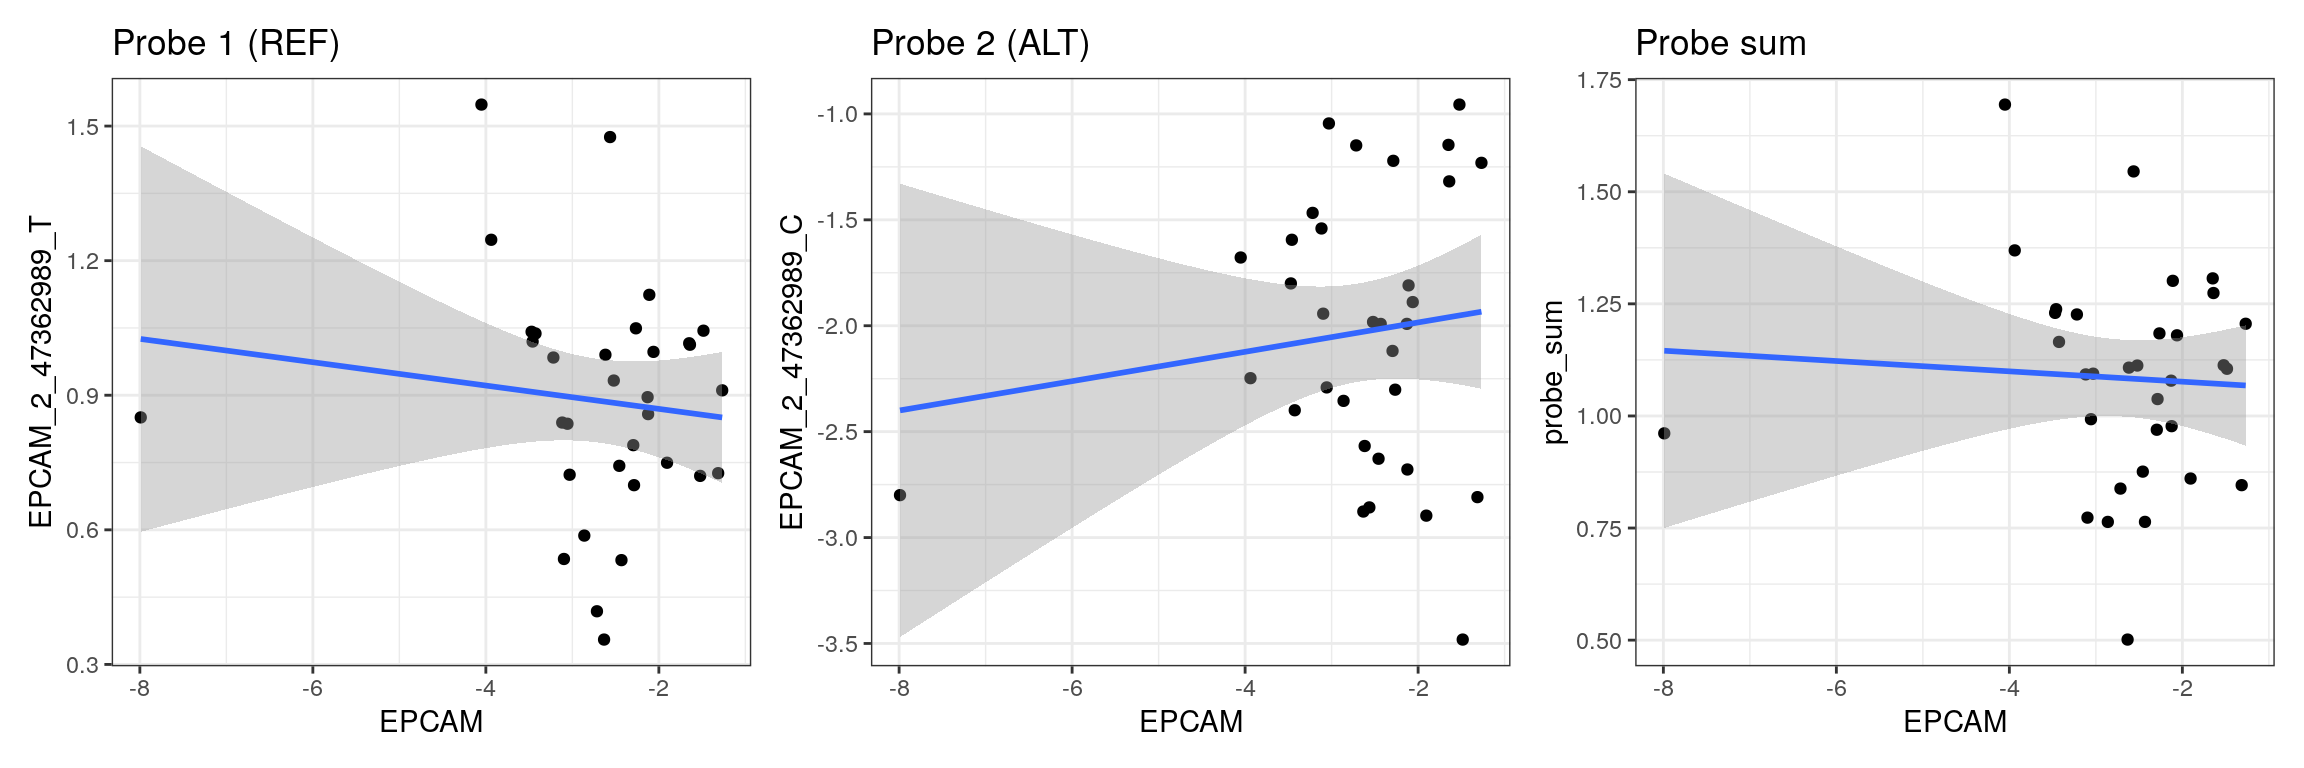 Probe 1 (REF)
EPCAM_2_47362989_T
1.5
1.2
0.9
0.6
0.3
-8 -6 -4 -2
EPCAM
Probe 2 (ALT)
EPCAM_2_47362989_C
-1.0
-1.5
-2.0
-2.5
-3.0
-3.5
-8 -6 -4 -2
EPCAM
Probe sum
probe_sum
1.75
1.50
1.25
1.00
0.75
0.50
-8 -6 -4 -2
EPCAM